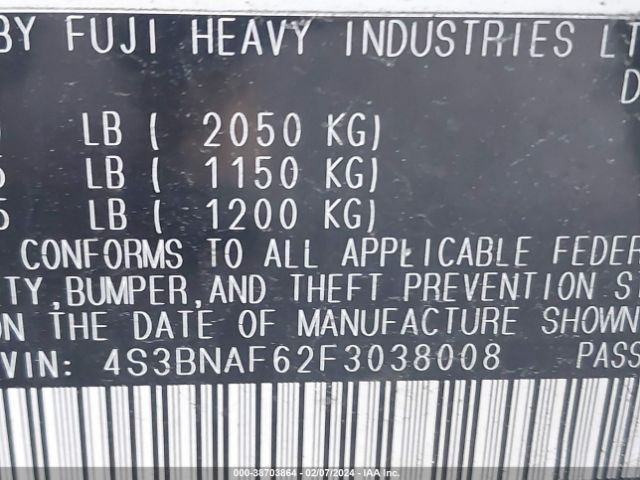 BY FUJI HEAVY INDUSTRIES LT
D
LB ( 2050 KG)
5 LB ( 1150 KG)
5 LB ( 1200 KG)
CONFORMS TO ALL APPLICABLE FEDER
TY,BUMPER,AND THEFT PREVENTION S
ON THE DATE OF MANUFACTURE SHOWN
VIN: 4S3BNAF62F3038008 PASS
000-38703864 - 02/07/2024 - IAA Inc.